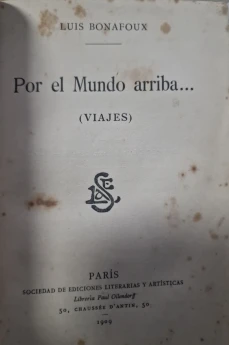 LUIS BONAFOUX
Por el Mundo arriba...
(VIAJES)
PARÍS
SOCIEDAD DE EDICIONES LITERARIAS Y ARTÍSTICAS
Librería Paul Ollendorff
50, CHAUSSÉE D'ANTIN, 50
1909